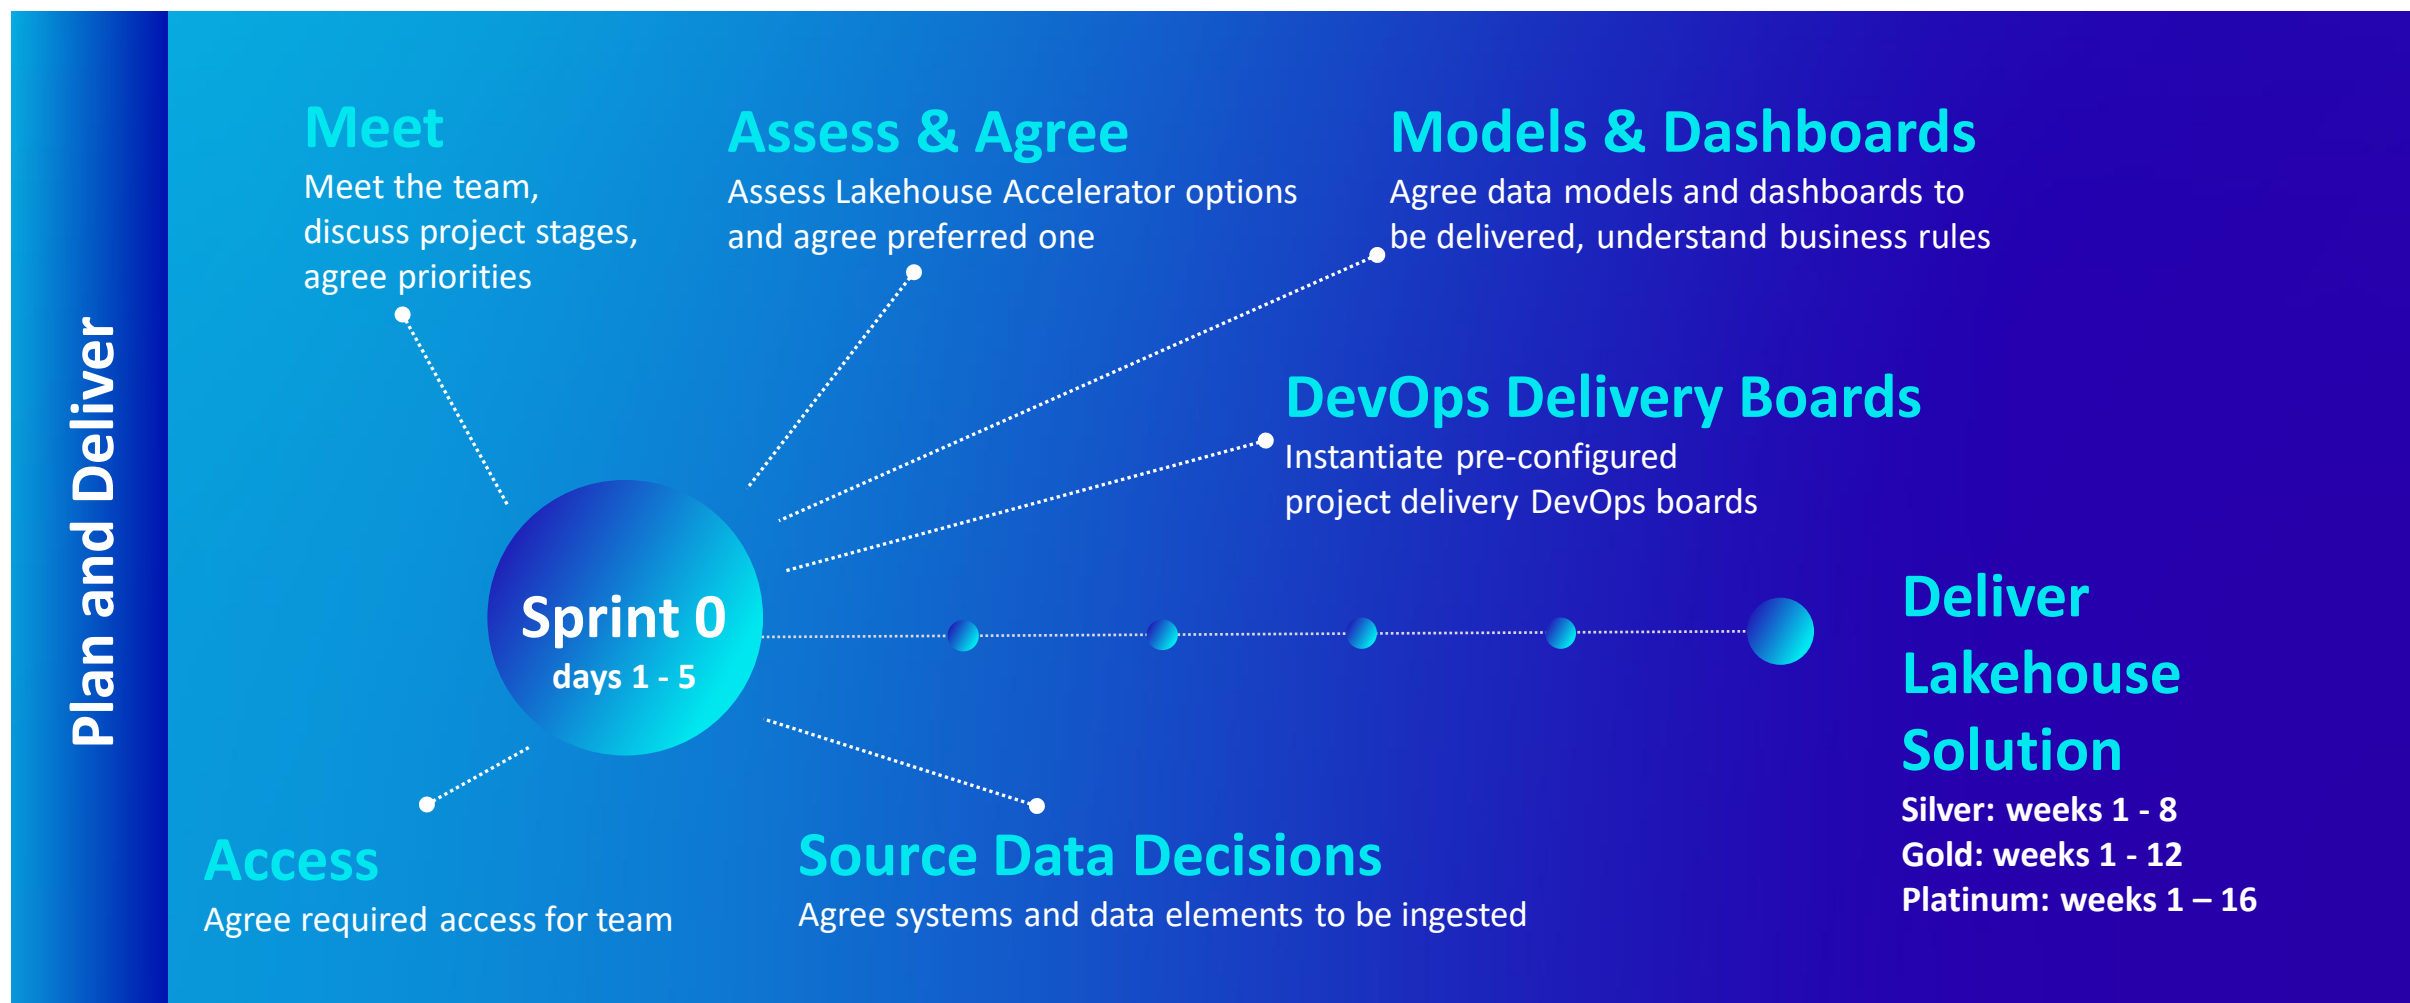 Plan and Deliver
Meet
Meet the team,
discuss project stages,
agree priorities
Assess & Agree
Assess Lakehouse Accelerator options
and agree preferred one
Models & Dashboards
Agree data models and dashboards to
be delivered, understand business rules
DevOps Delivery Boards
Instantiate pre-configured
project delivery DevOps boards
Sprint 0
days 1 - 5
Deliver
Lakehouse
Solution
Silver: weeks 1 - 8
Gold: weeks 1 - 12
Platinum: weeks 1 – 16
Access
Agree required access for team
Source Data Decisions
Agree systems and data elements to be ingested